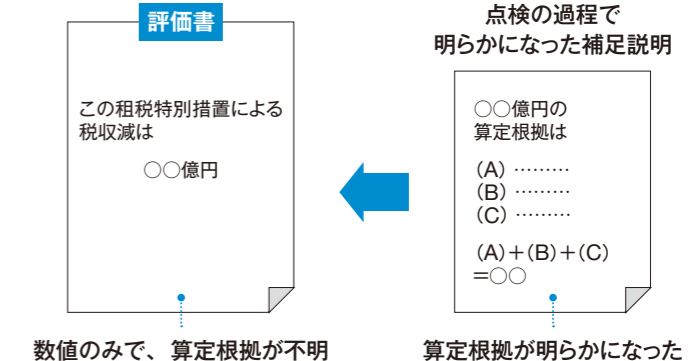 評価書
この租税特別措置による
税収減は
○○億円
数値のみで、算定根拠が不明
点検の過程で
明らかになった補足説明
○○億円の
算定根拠は
(A) ………
(B) ………
(C) ………
(A)+(B)+(C)
=○○
算定根拠が明らかになった